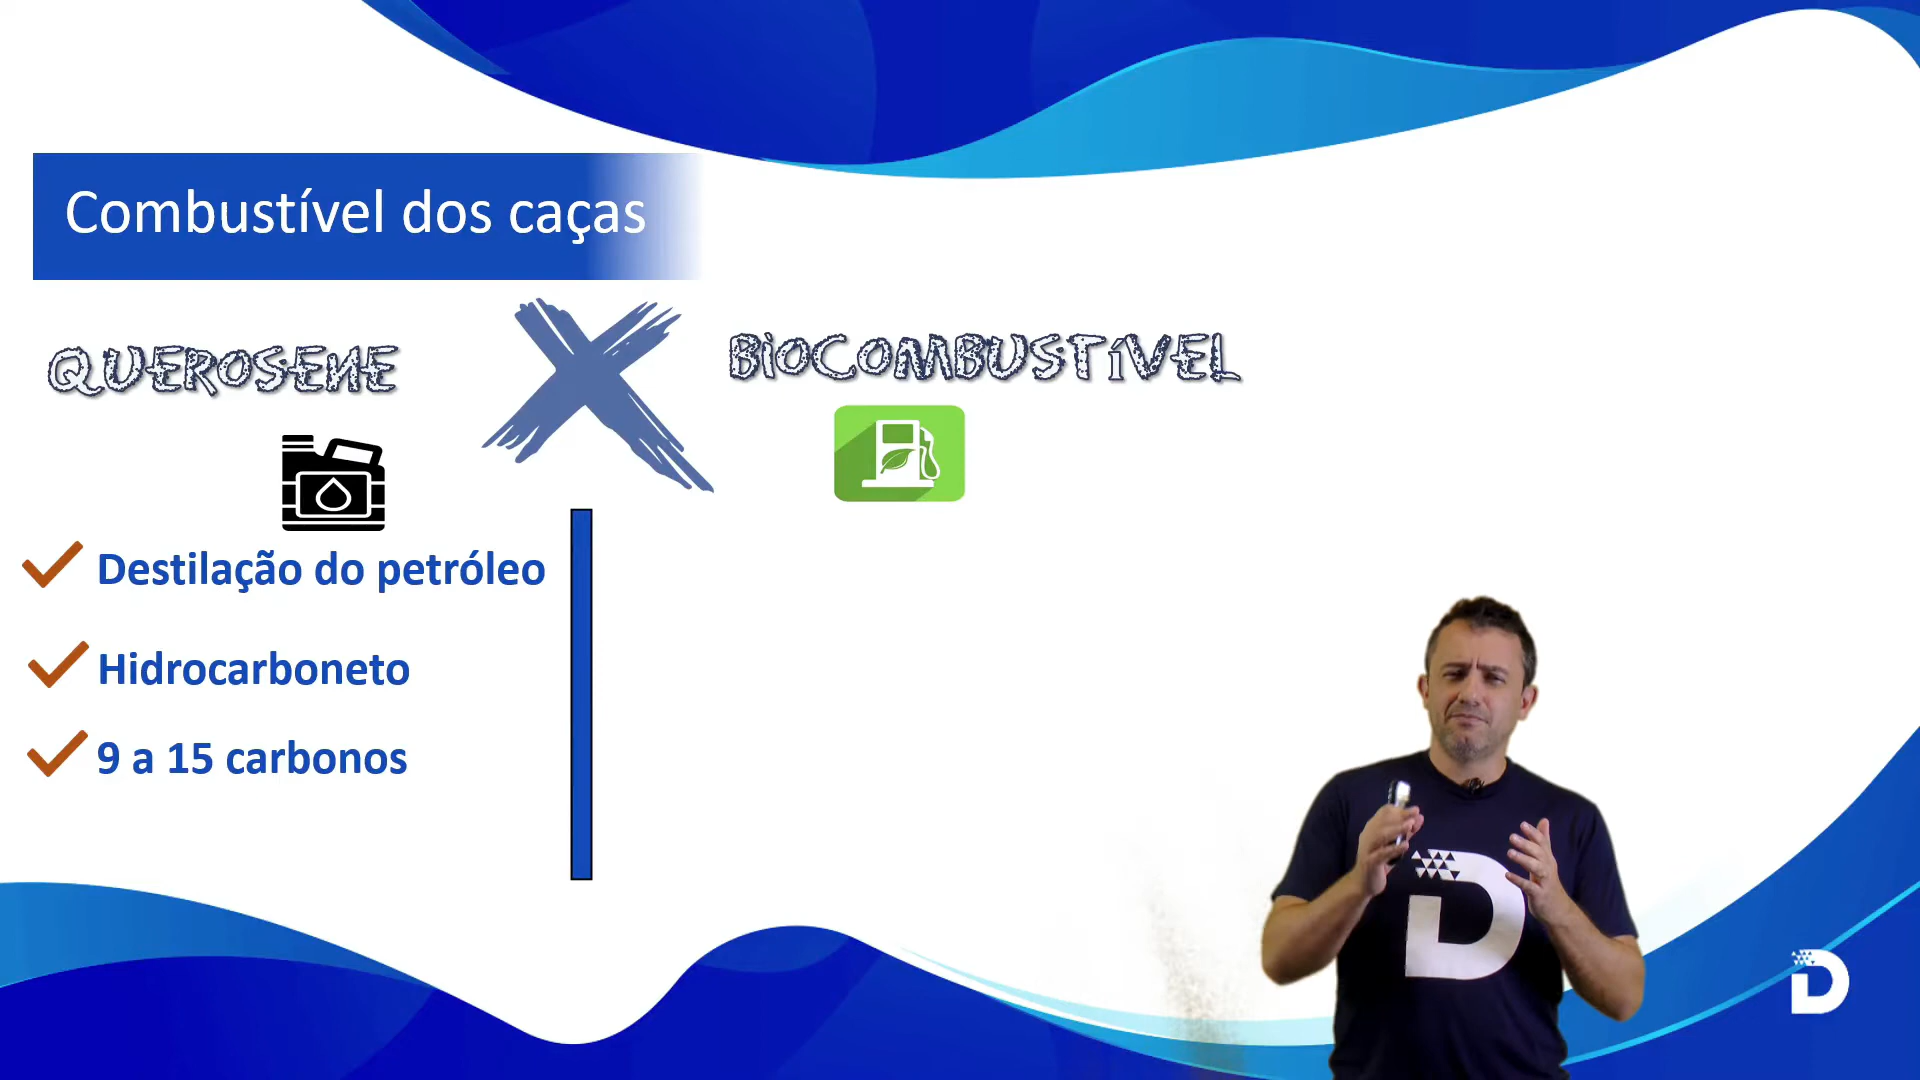 Combustível dos caças
QUEROSENE
BIOCOMBUSTÍVEL
Destilação do petróleo
Hidrocarboneto
9 a 15 carbonos
D
D